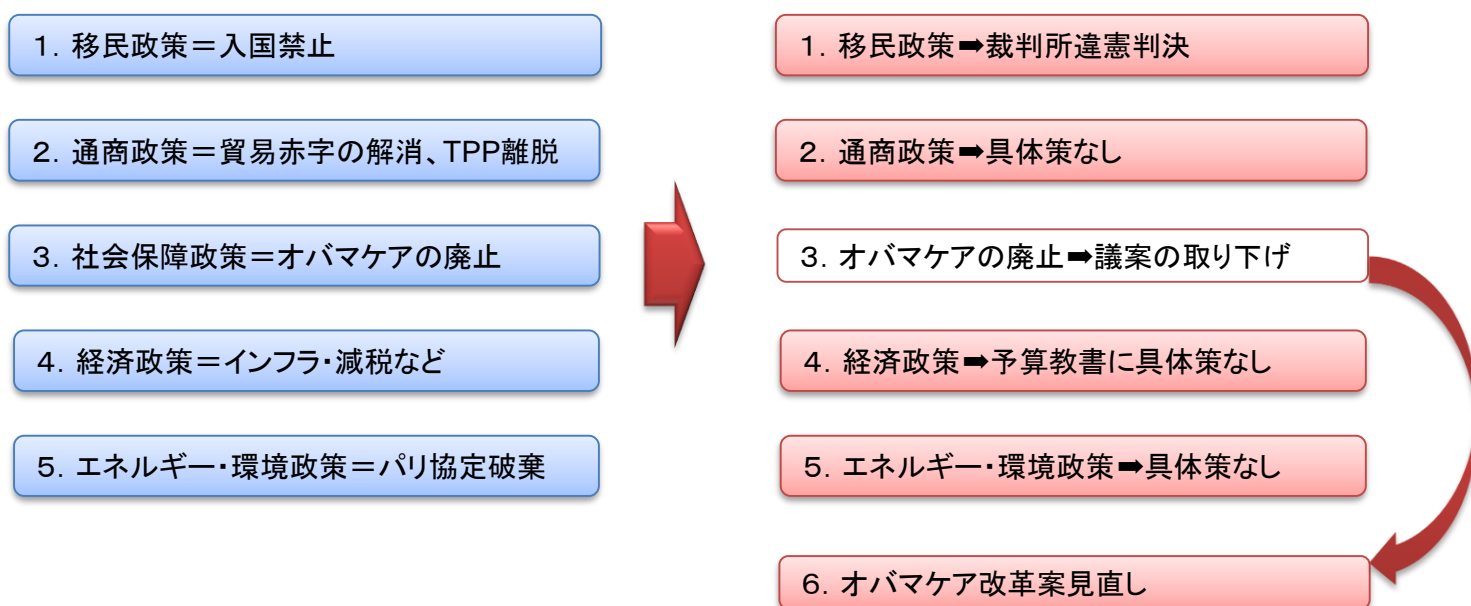 1．移民政策＝入国禁止
2．通商政策＝貿易赤字の解消、TPP離脱
3．社会保障政策＝オバマケアの廃止
4．経済政策＝インフラ・減税など
5．エネルギー・環境政策＝パリ協定破棄
1．移民政策➡裁判所違憲判決
2．通商政策➡具体策なし
3．オバマケアの廃止➡議案の取り下げ
4．経済政策➡予算教書に具体策なし
5．エネルギー・環境政策➡具体策なし
6．オバマケア改革案見直し